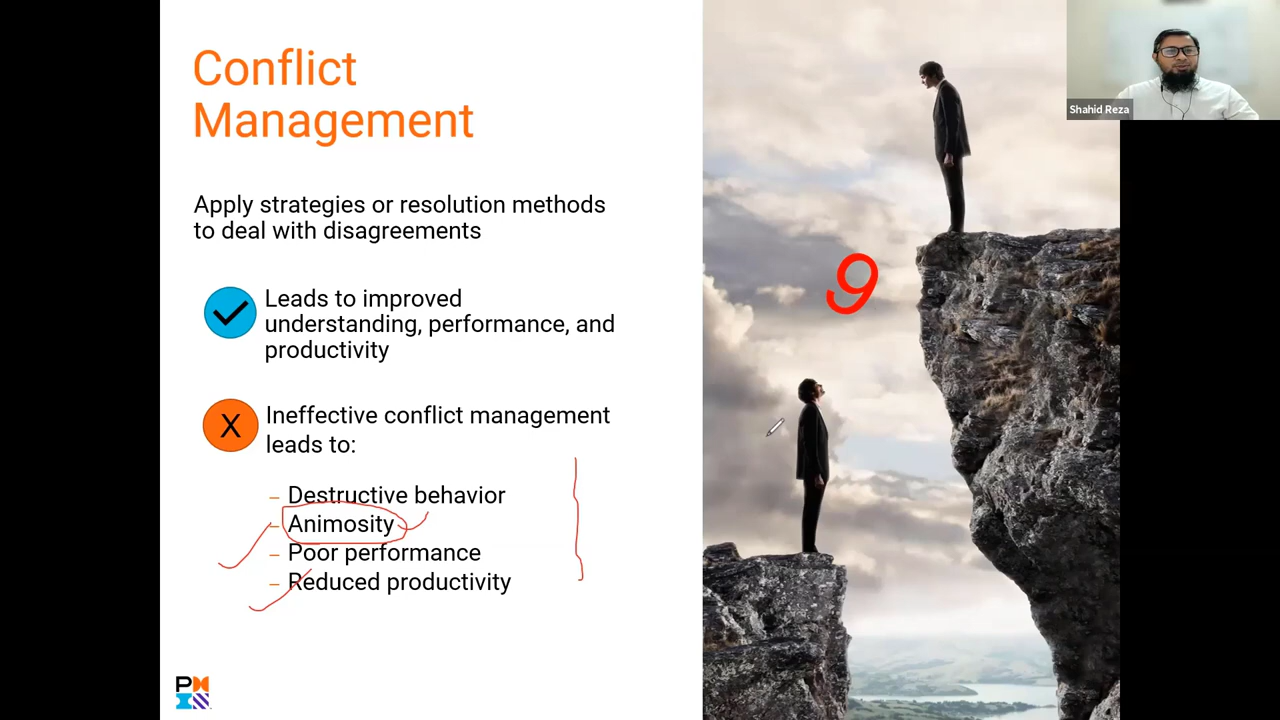 Conflict
Management
Apply strategies or resolution methods
to deal with disagreements
Leads to improved
understanding, performance, and
productivity
X
Ineffective conflict management
leads to:
– Destructive behavior
– Animosity
– Poor performance
– Reduced productivity
9
Shahid Reza